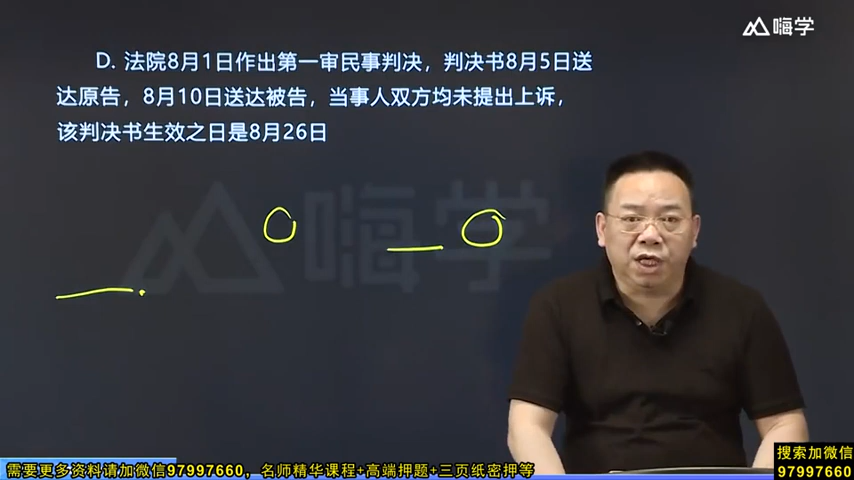 嗨学
D. 法院8月1日作出第一审民事判决，判决书8月5日送
达原告，8月10日送达被告，当事人双方均未提出上诉，
该判决书生效之日是8月26日
嗨学
需要更多资料请加微信97997660，名师精华课程+高端押题+三页纸密押等
搜索加微信
97997660